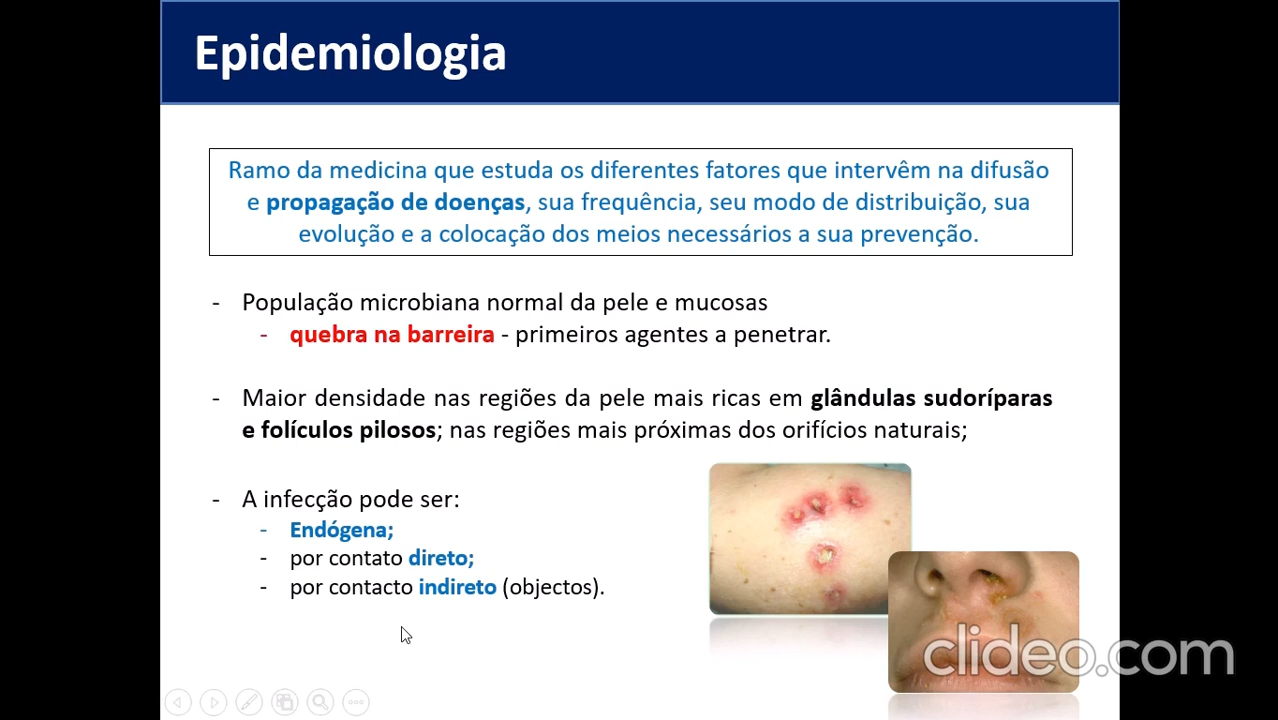 Epidemiologia
Ramo da medicina que estuda os diferentes fatores que intervêm na difusão
e propagação de doenças, sua frequência, seu modo de distribuição, sua
evolução e a colocação dos meios necessários a sua prevenção.
- População microbiana normal da pele e mucosas
- quebra na barreira - primeiros agentes a penetrar.
- Maior densidade nas regiões da pele mais ricas em glândulas sudoríparas
e folículos pilosos; nas regiões mais próximas dos orifícios naturais;
- A infecção pode ser:
- Endógena;
- por contato direto;
- por contacto indireto (objectos).
clideo.com